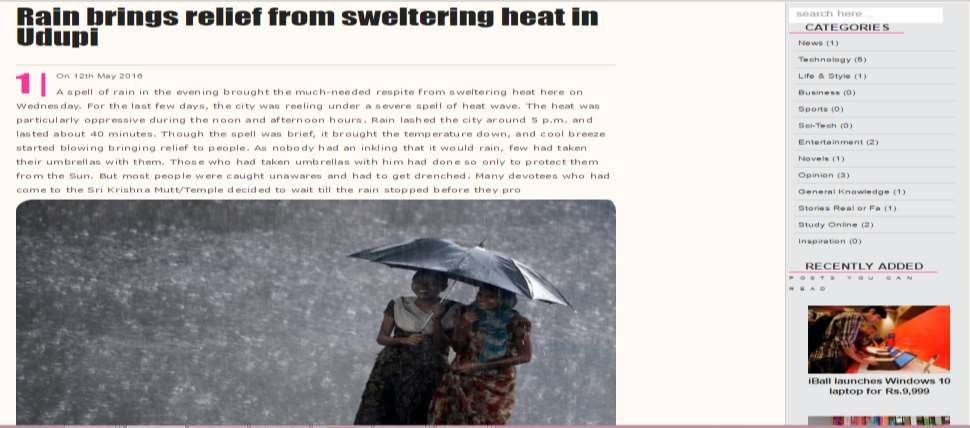 Rain brings relief from sweltering heat in
Udupi
1|
On 12th May 2016
A spell of rain in the evening brought the much-needed respite from sweltering heat here on
Wednesday. For the last few days, the city was reeling under a severe spell of heat wave. The heat was
particularly oppressive during the noon and afternoon hours. Rain lashed the city around 5 p.m. and
lasted about 40 minutes. Though the spell was brief, it brought the temperature down, and cool breeze
started blowing bringing relief to people. As nobody had an inkling that it would rain, few had taken
their umbrellas with them. Those who had taken umbrellas with him had done so only to protect them
from the Sun. But most people were caught unawares and had to get drenched. Many devotees who had
come to the Sri Krishna Mutt/Temple decided to wait till the rain stopped before they pro
search here...
CATEGORIES
News (1)
Technology (6)
Life & Style (1)
Business (0)
Sports (0)
Sci-Tech (0)
Entertainment (2)
Novels (1)
Opinion (3)
General Knowledge (1)
Stories Real or Fa (1)
Study Online (2)
Inspiration (0)
RECENTLY ADDED
POSTS YOU CAN
READ
iBall launches Windows 10
laptop for Rs.9,999